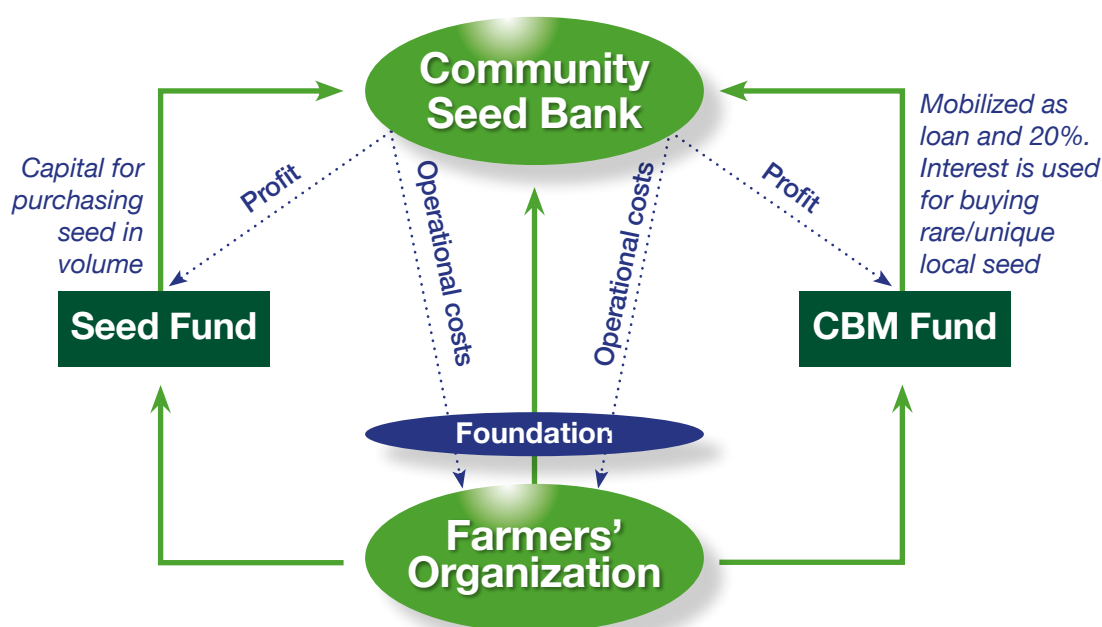 Community
Seed Bank
Capital for
purchasing
seed in
volume
Profit
Operational costs
Operational costs
Profit
Mobilized as
loan and 20%.
Interest is used
for buying
rare/unique
local seed
Seed Fund
CBM Fund
Foundation
Farmers’
Organization